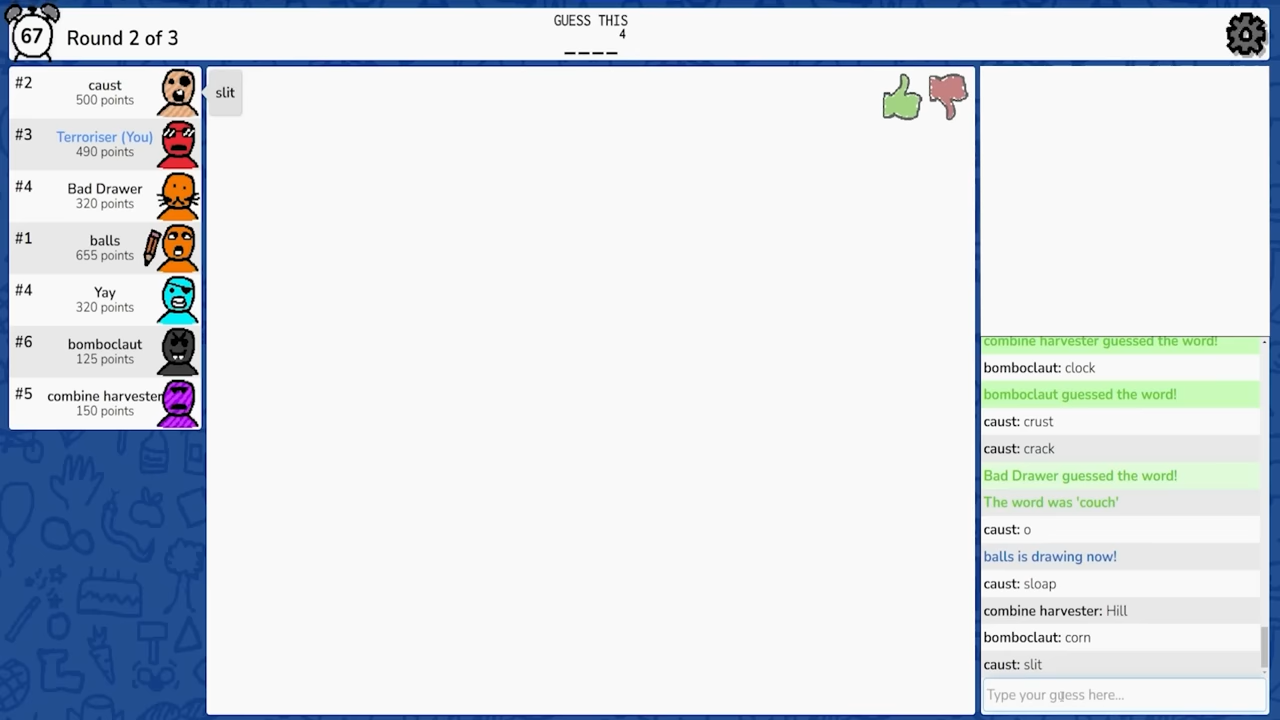 67
Round 2 of 3
GUESS THIS
4
____
#2
caust
500 points
slit
#3
Terroriser (You)
490 points
#4
Bad Drawer
320 points
#1
balls
655 points
#4
Yay
320 points
#6
bomboclaut
125 points
#5
combine harvester
150 points
combine harvester guessed the word!
bomboclaut: clock
bomboclaut guessed the word!
caust: crust
caust: crack
Bad Drawer guessed the word!
The word was 'couch'
caust: o
balls is drawing now!
caust: sloap
combine harvester: Hill
bomboclaut: corn
caust: slit
Type your guess here...